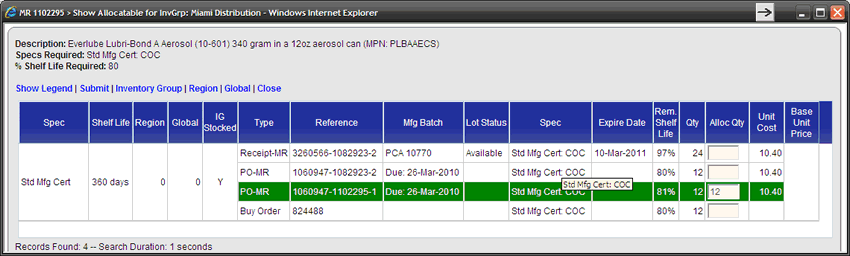 MR 1102295 > Show Allocatable for InvGrp: Miami Distribution - Windows Internet Explorer
Description: Everlube Lubri-Bond A Aerosol (10-601) 340 gram in a 12oz aerosol can (MPN: PLBAAECS)
Specs Required: Std Mfg Cert: COC
% Shelf Life Required: 80
Show Legend | Submit | Inventory Group | Region | Global | Close
Spec Shelf Life Region Global IG Stocked Type Reference Mfg Batch Lot Status Spec Expire Date Rem. Shelf Life Qty Alloc Qty Unit Cost Base Unit Price
Receipt-MR 3260566-1082923-2 PCA 10770 Available Std Mfg Cert: COC 10-Mar-2011 97% 24 10.40
PO-MR 1060949-1082923-2 Due: 26-Mar-2010 Std Mfg Cert: COC 80% 12 10.40
Std Mfg Cert 360 days 0 0 Y
PO-MR 1060947-1102295-1 Due: 26-Mar-2010 Std Mfg Cert: COC 81% 12 12 10.40
Std Mfg Cert: COC
Buy Order 824488 Std Mfg Cert: COC 80% 12 10.40
Records Found: 4 -- Search Duration: 1 seconds